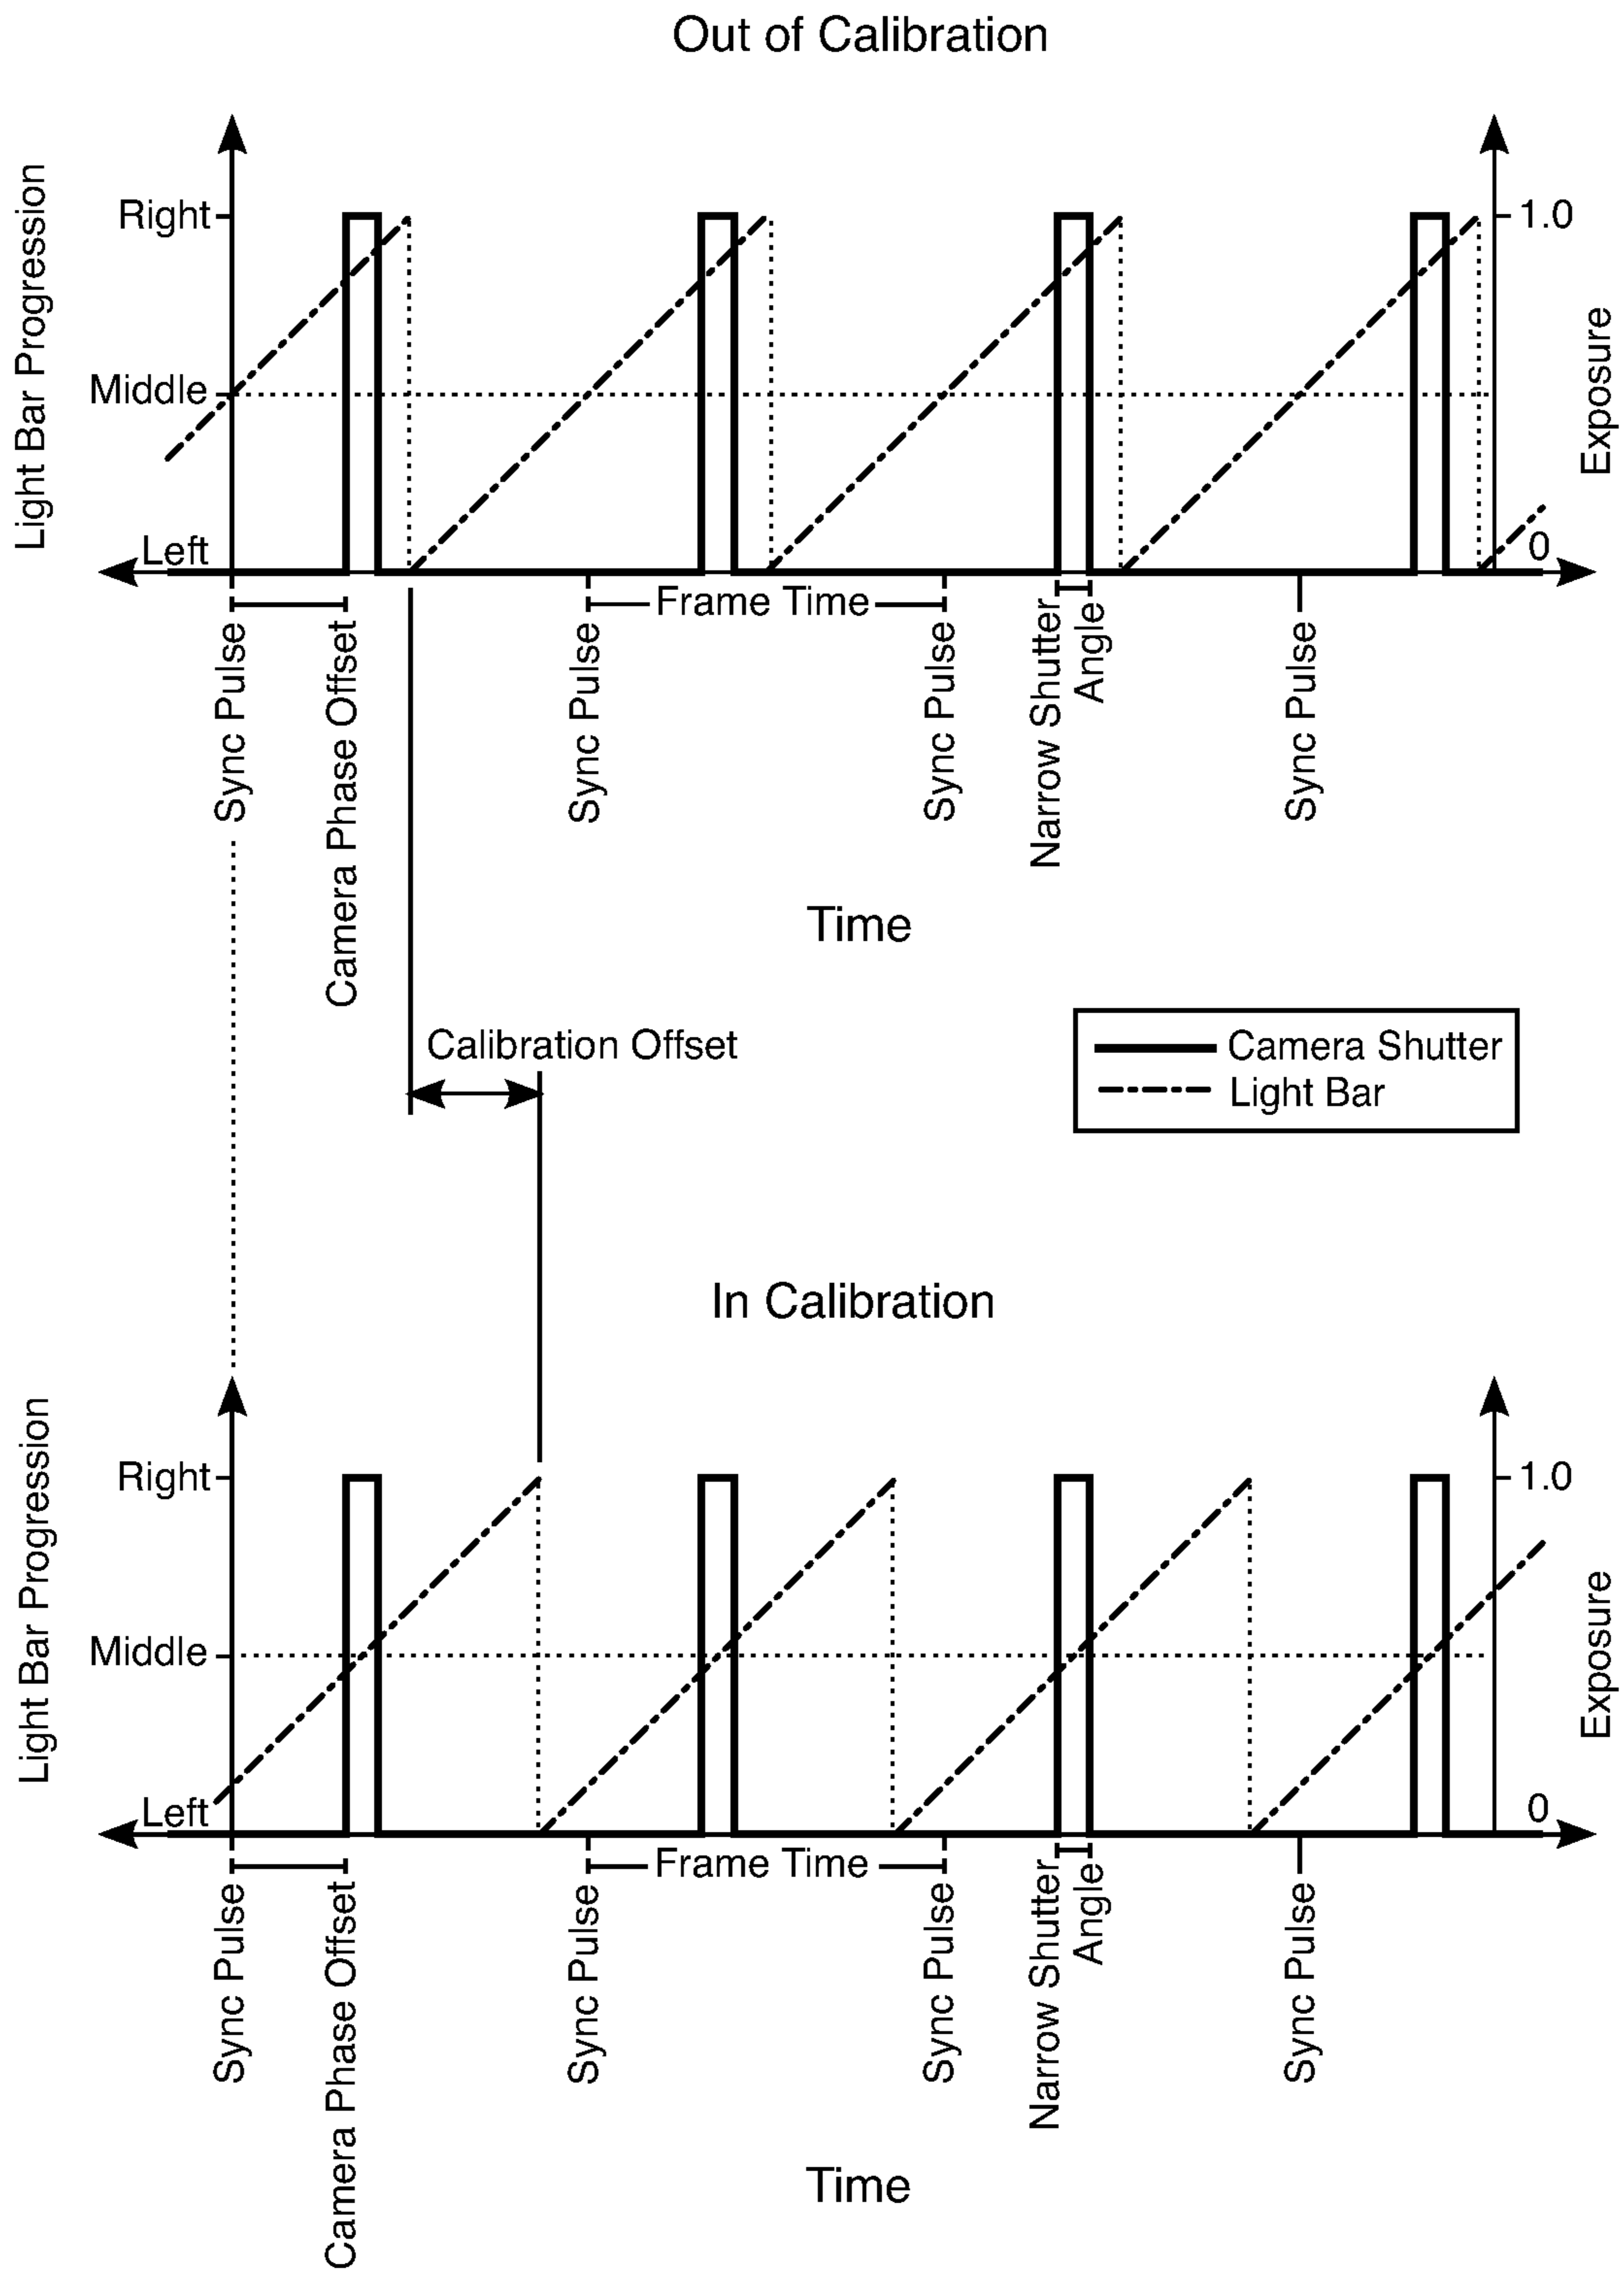 Out of Calibration
Light Bar Progression
Right
Middle
Left
1.0
0
Exposure
Frame Time
Sync Pulse
Camera Phase Offset
Sync Pulse
Sync Pulse
Narrow Shutter
Angle
Sync Pulse
Time
Calibration Offset
Camera Shutter
Light Bar
In Calibration
Light Bar Progression
Right
Middle
Left
1.0
0
Exposure
Frame Time
Sync Pulse
Camera Phase Offset
Sync Pulse
Sync Pulse
Narrow Shutter
Angle
Sync Pulse
Time